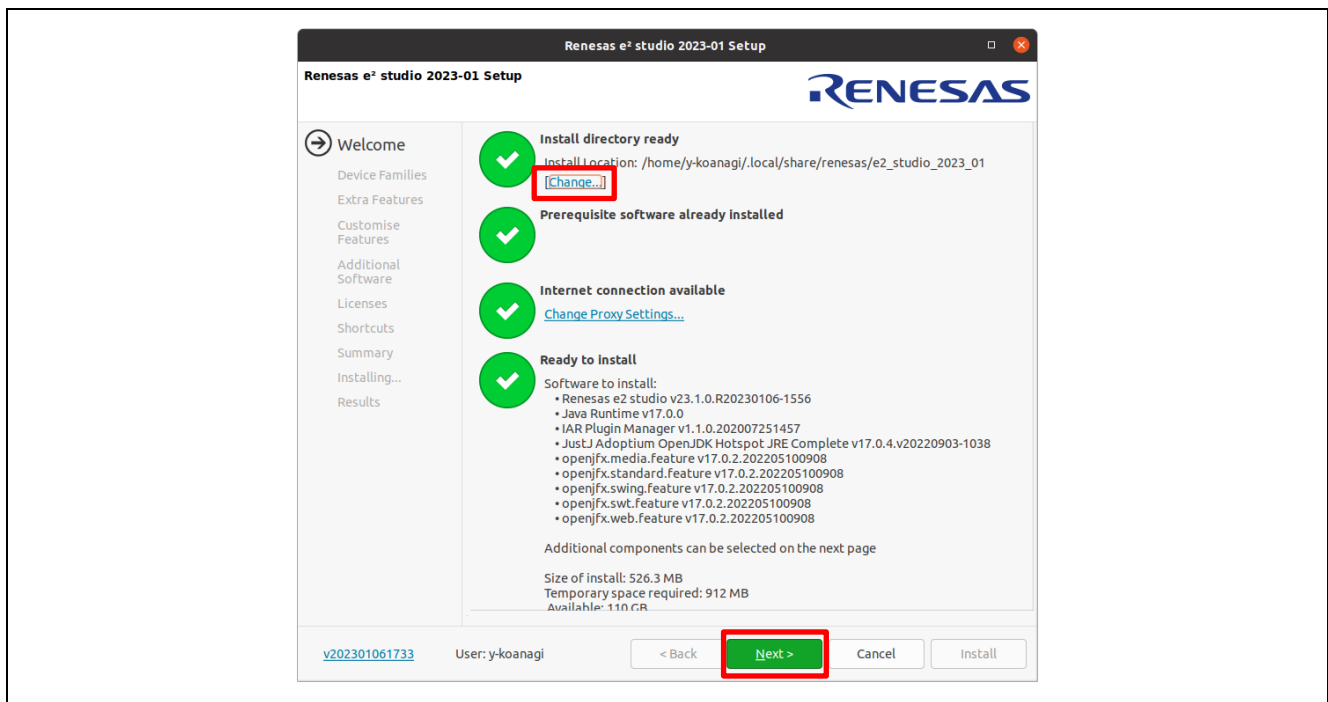 Renesas e² studio 2023-01 Setup
Renesas e² studio 2023-01 Setup
RENESAS
Welcome
Device Families
Extra Features
Customise
Features
Additional
Software
Licenses
Shortcuts
Summary
Installing...
Results
Install directory ready
Install Location: /home/y-koanagi/.local/share/renesas/e2_studio_2023_01
[Change...]
Prerequisite software already installed
Internet connection available
Change Proxy Settings...
Ready to install
Software to install:
• Renesas e2 studio v23.1.0.R20230106-1556
• Java Runtime v17.0.0
• IAR Plugin Manager v1.1.0.202007251457
• JustJ Adoptium OpenJDK Hotspot JRE Complete v17.0.4.v20220903-1038
• openjfx.media.feature v17.0.2.202205100908
• openjfx.standard.feature v17.0.2.202205100908
• openjfx.swing.feature v17.0.2.202205100908
• openjfx.swt.feature v17.0.2.202205100908
• openjfx.web.feature v17.0.2.202205100908
Additional components can be selected on the next page
Size of install: 526.3 MB
Temporary space required: 912 MB
Available: 110 GB
v202301061733 User: y-koanagi < Back Next > Cancel Install